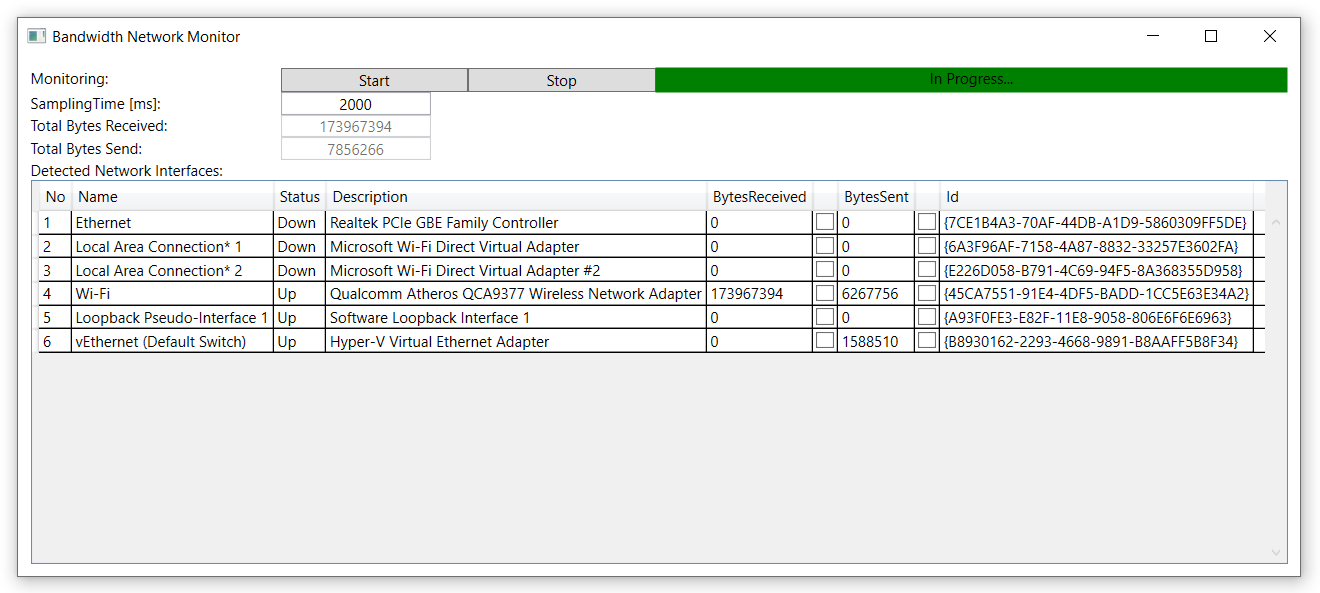 Bandwidth Network Monitor
Monitoring: Start Stop In Progress...
SamplingTime [ms]: 2000
Total Bytes Received: 173967394
Total Bytes Send: 7856266
Detected Network Interfaces:
No Name Status Description BytesReceived BytesSent Id
1 Ethernet Down Realtek PCIe GBE Family Controller 0 0 {7CE1B4A3-70AF-44DB-A1D9-5860309FF5DE}
2 Local Area Connection* 1 Down Microsoft Wi-Fi Direct Virtual Adapter 0 0 {6A3F96AF-7158-4A87-8832-33257E3602FA}
3 Local Area Connection* 2 Down Microsoft Wi-Fi Direct Virtual Adapter #2 0 0 {E226D058-B791-4C69-94F5-8A368355D958}
4 Wi-Fi Up Qualcomm Atheros QCA9377 Wireless Network Adapter 173967394 6267756 {45CA7551-91E4-4DF5-BADD-1CC5E63E34A2}
5 Loopback Pseudo-Interface 1 Up Software Loopback Interface 1 0 0 {A93F0FE3-E82F-11E8-9058-806E6F6E6963}
6 vEthernet (Default Switch) Up Hyper-V Virtual Ethernet Adapter 0 1588510 {B8930162-2293-4668-9891-B8AAFF5B8F34}